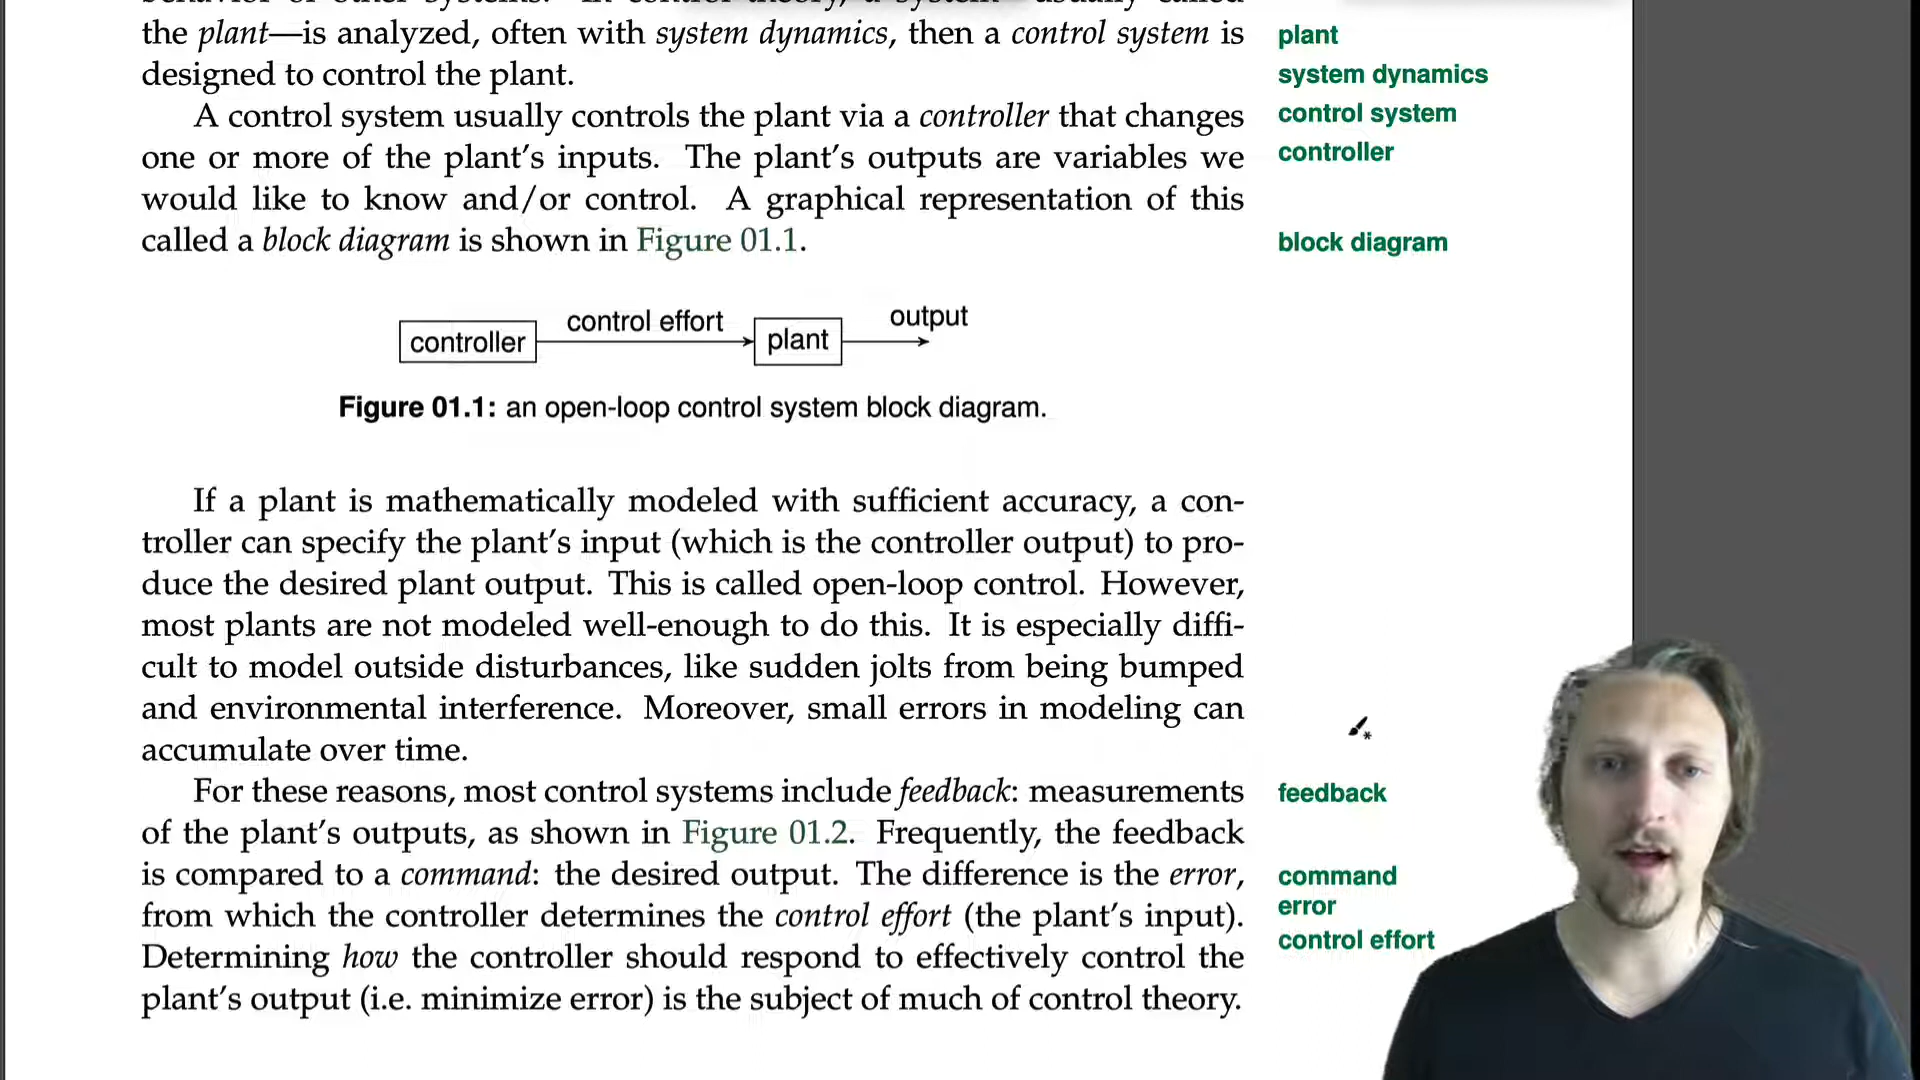 the plant—is analyzed, often with system dynamics, then a control system is
plant
designed to control the plant.
system dynamics
A control system usually controls the plant via a controller that changes
control system
one or more of the plant's inputs. The plant's outputs are variables we
controller
would like to know and/or control. A graphical representation of this
called a block diagram is shown in Figure 01.1.
block diagram
controller
control effort
plant
output
Figure 01.1: an open-loop control system block diagram.
If a plant is mathematically modeled with sufficient accuracy, a con-
troller can specify the plant's input (which is the controller output) to pro-
duce the desired plant output. This is called open-loop control. However,
most plants are not modeled well-enough to do this. It is especially diffi-
cult to model outside disturbances, like sudden jolts from being bumped
and environmental interference. Moreover, small errors in modeling can
accumulate over time.
For these reasons, most control systems include feedback: measurements
feedback
of the plant's outputs, as shown in Figure 01.2. Frequently, the feedback
is compared to a command: the desired output. The difference is the error,
command
error
from which the controller determines the control effort (the plant's input).
control effort
Determining how the controller should respond to effectively control the
plant's output (i.e. minimize error) is the subject of much of control theory.